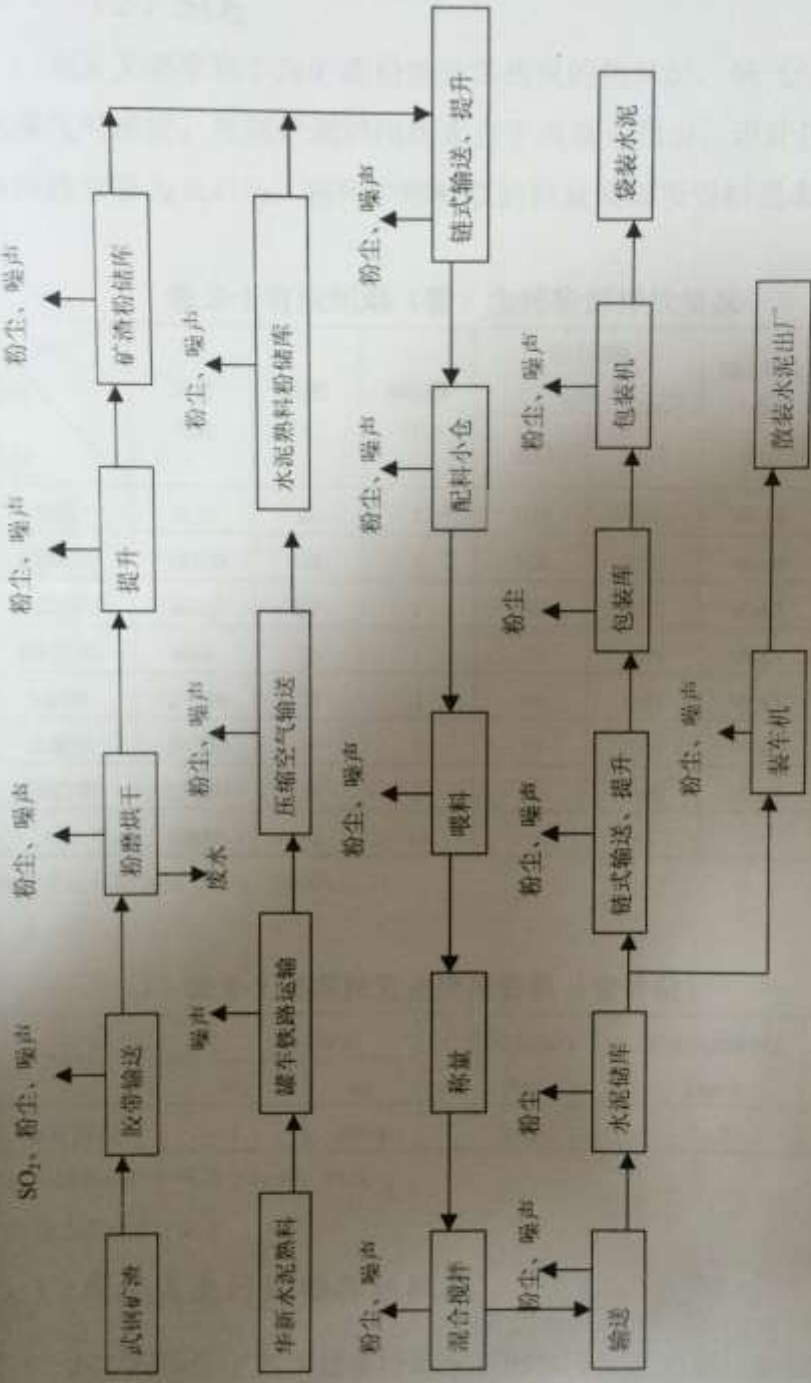 SO₂、粉尘、噪声
粉尘、噪声
粉尘、噪声
粉尘、噪声
武钢矿渣
胶带输送
粉磨烘干
提升
矿渣粉储库
废水
噪声
粉尘、噪声
粉尘、噪声
华新水泥熟料
罐车铁路运输
压缩空气输送
水泥熟料粉储库
粉尘、噪声
粉尘、噪声
粉尘、噪声
粉尘、噪声
混合搅拌
称量
喂料
配料小仓
链式输送、提升
粉尘、噪声
粉尘
粉尘、噪声
粉尘
粉尘、噪声
输送
水泥储库
链式输送、提升
包装库
包装机
袋装水泥
粉尘、噪声
装车机
散装水泥出厂